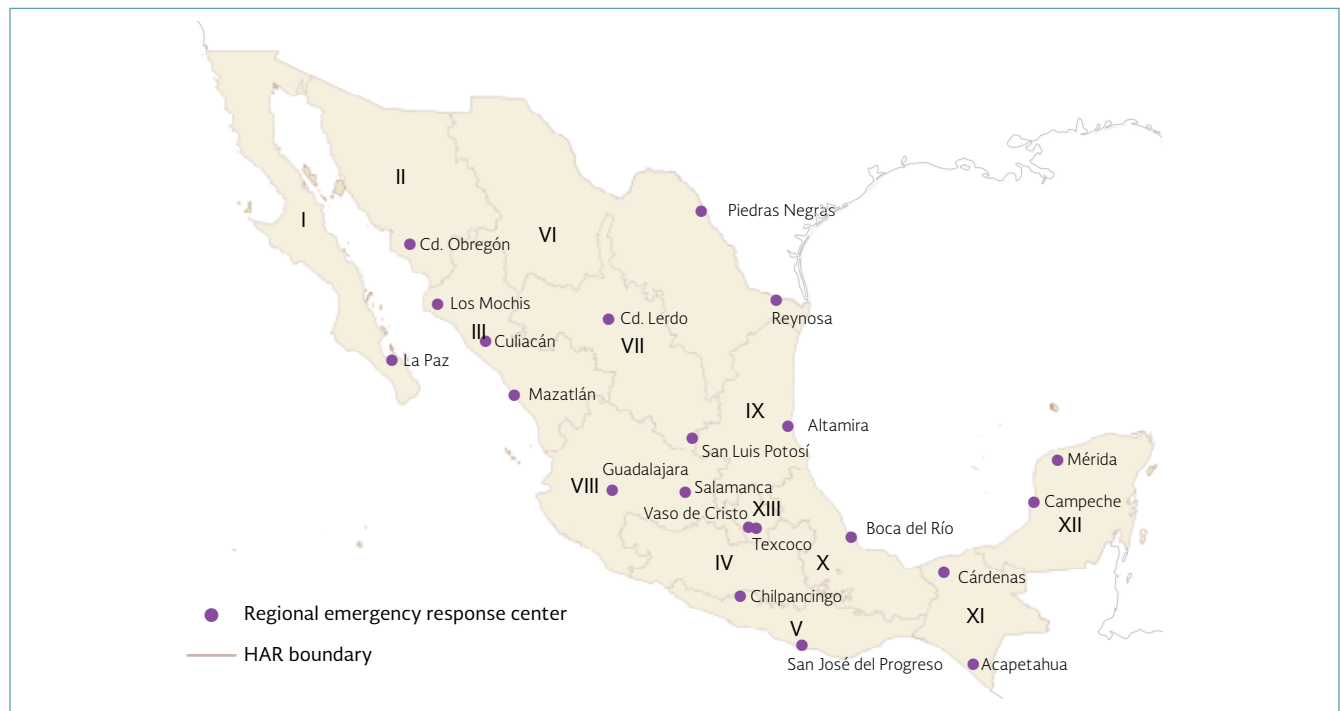 Piedras Negras
II
I
VI
Cd. Obregón
Los Mochis
Cd. Lerdo
Reynosa
III
Culiacán
VII
La Paz
Mazatlán
IX
Altamira
San Luis Potosí
Guadalajara
Mérida
VIII
Salamanca
Campeche
Vaso de Cristo
XIII
XII
Boca del Río
Texcoco
IV
X
Cárdenas
Chilpancingo
Regional emergency response center
XI
V
HAR boundary
San José del Progreso
Acapetahua